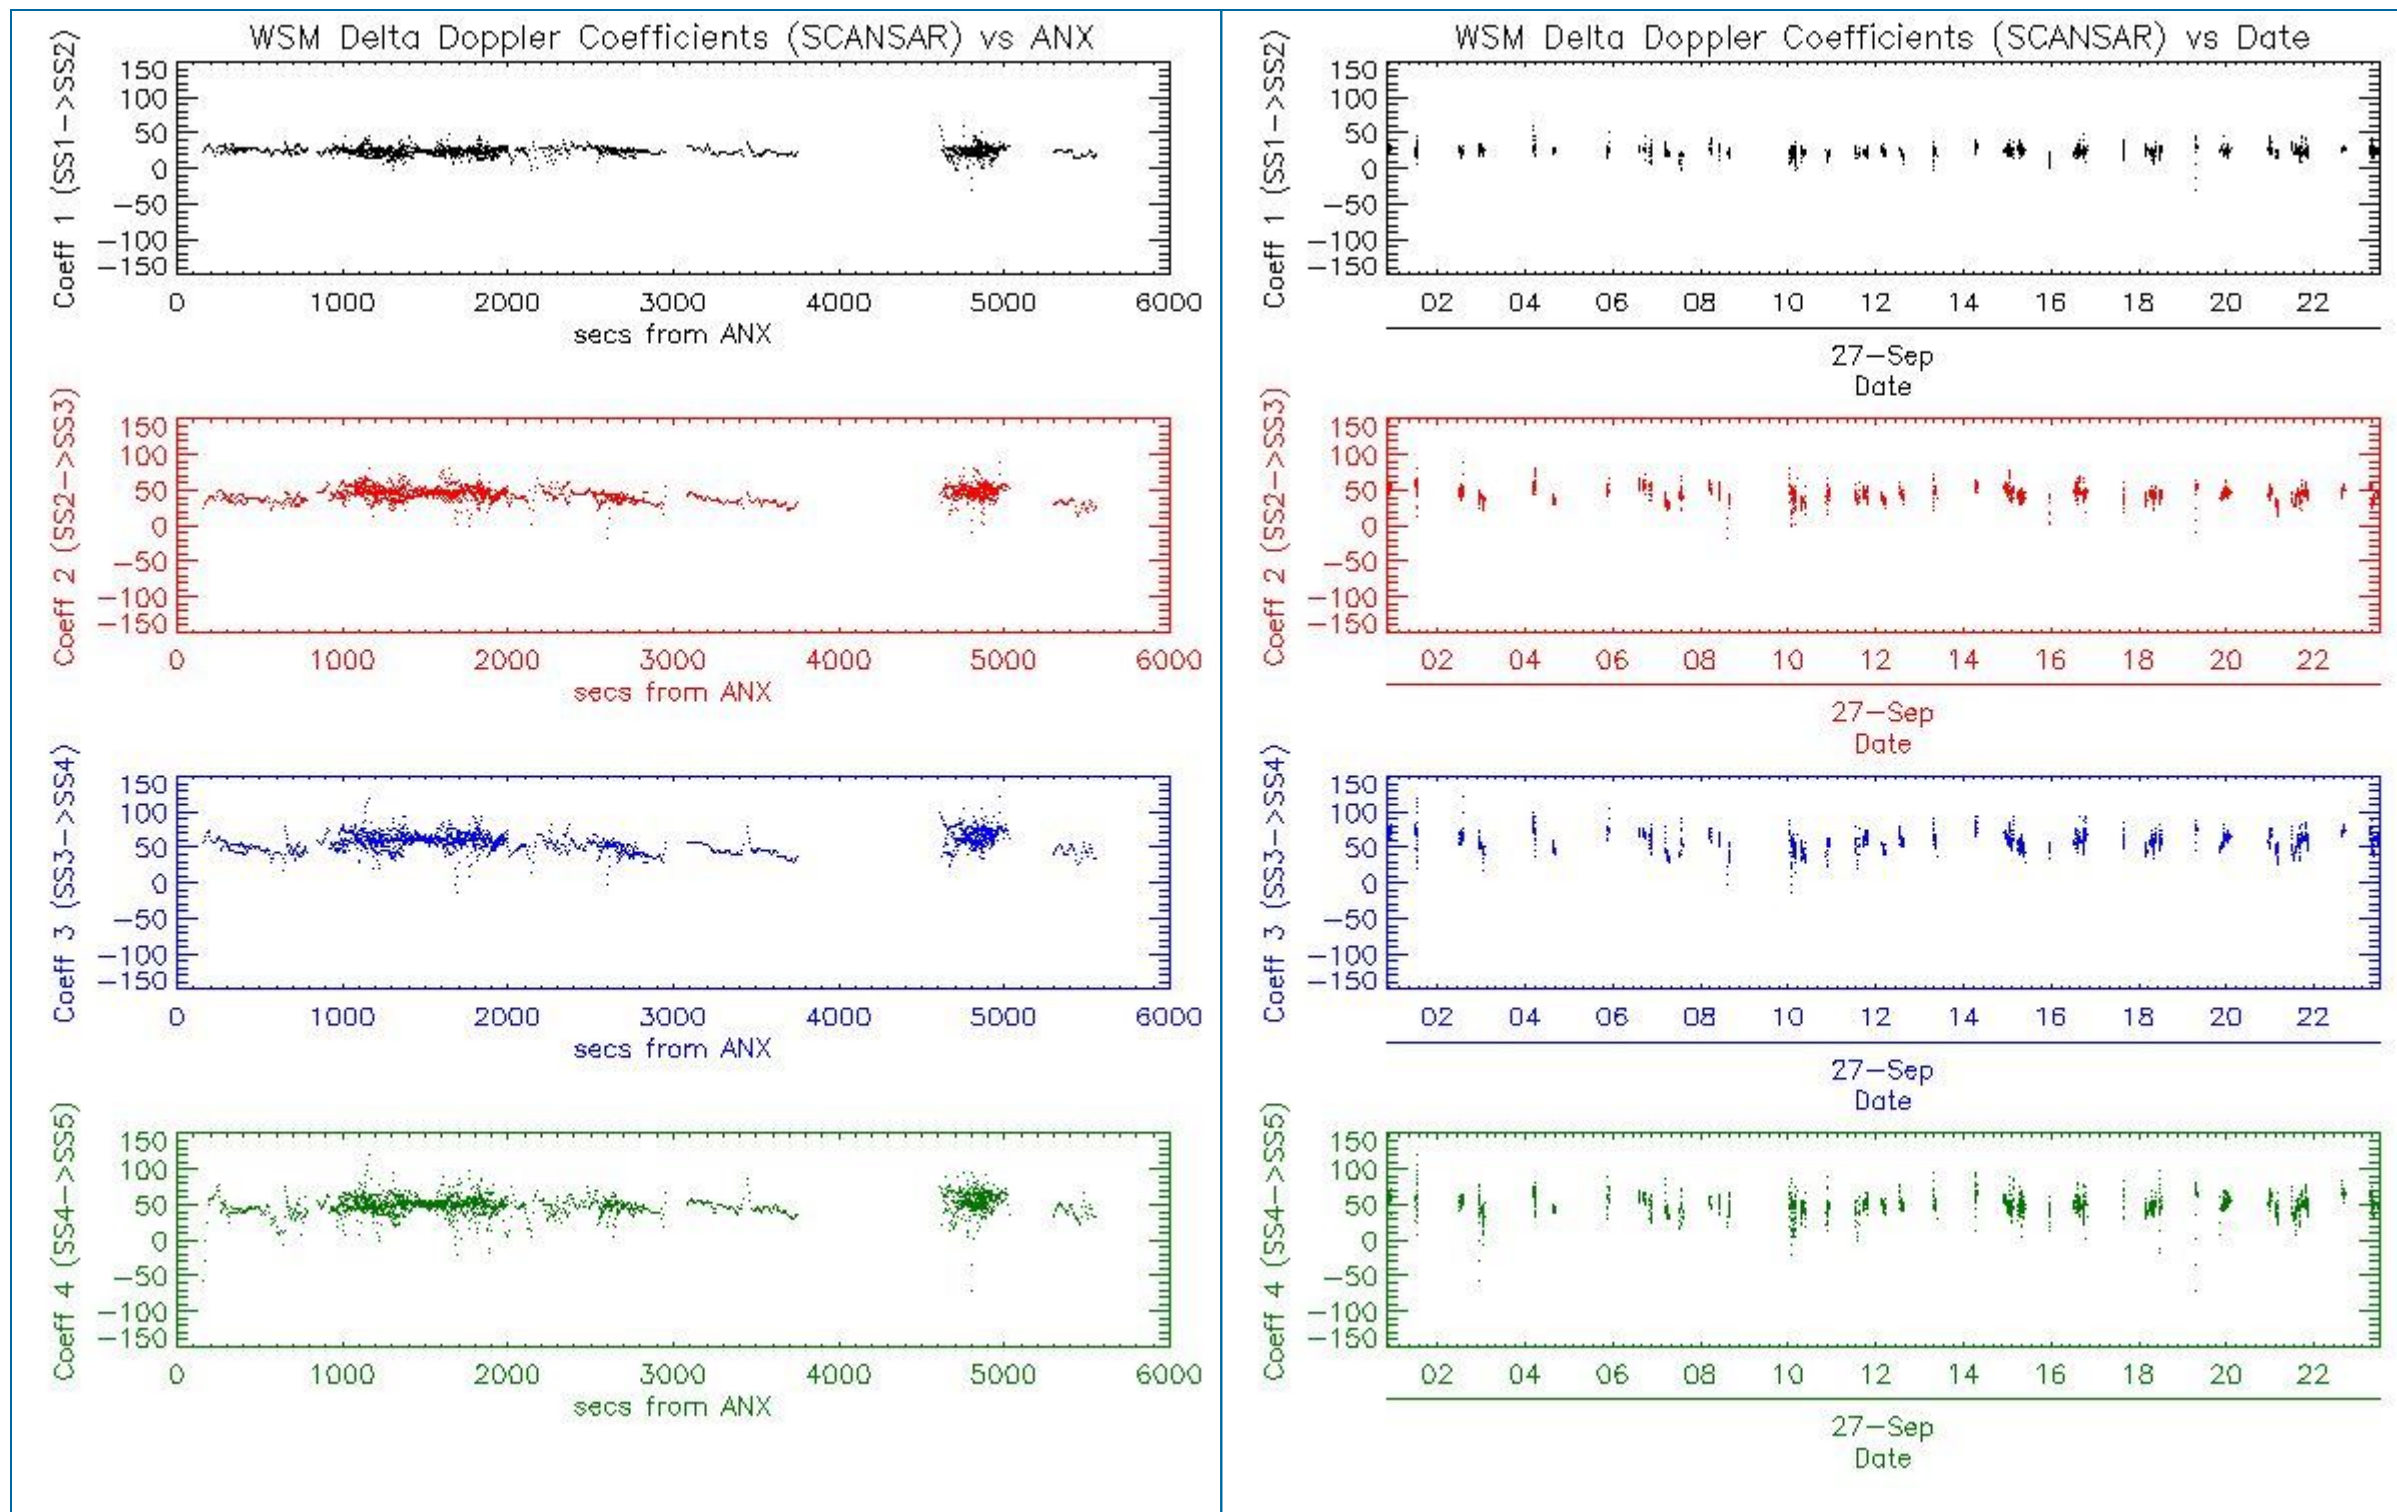 WSM Delta Doppler Coefficients (SCANSAR) vs ANX
Coeff 1 (SS1->SS2)
150
100
50
0
-50
-100
-150
0 1000 2000 3000 4000 5000 6000
secs from ANX
Coeff 2 (SS2->SS3)
150
100
50
0
-50
-100
-150
0 1000 2000 3000 4000 5000 6000
secs from ANX
Coeff 3 (SS3->SS4)
150
100
50
0
-50
-100
-150
0 1000 2000 3000 4000 5000 6000
secs from ANX
Coeff 4 (SS4->SS5)
150
100
50
0
-50
-100
-150
0 1000 2000 3000 4000 5000 6000
secs from ANX
WSM Delta Doppler Coefficients (SCANSAR) vs Date
Coeff 1 (SS1->SS2)
150
100
50
0
-50
-100
-150
02 04 06 08 10 12 14 16 18 20 22
27-Sep
Date
Coeff 2 (SS2->SS3)
150
100
50
0
-50
-100
-150
02 04 06 08 10 12 14 16 18 20 22
27-Sep
Date
Coeff 3 (SS3->SS4)
150
100
50
0
-50
-100
-150
02 04 06 08 10 12 14 16 18 20 22
27-Sep
Date
Coeff 4 (SS4->SS5)
150
100
50
0
-50
-100
-150
02 04 06 08 10 12 14 16 18 20 22
27-Sep
Date